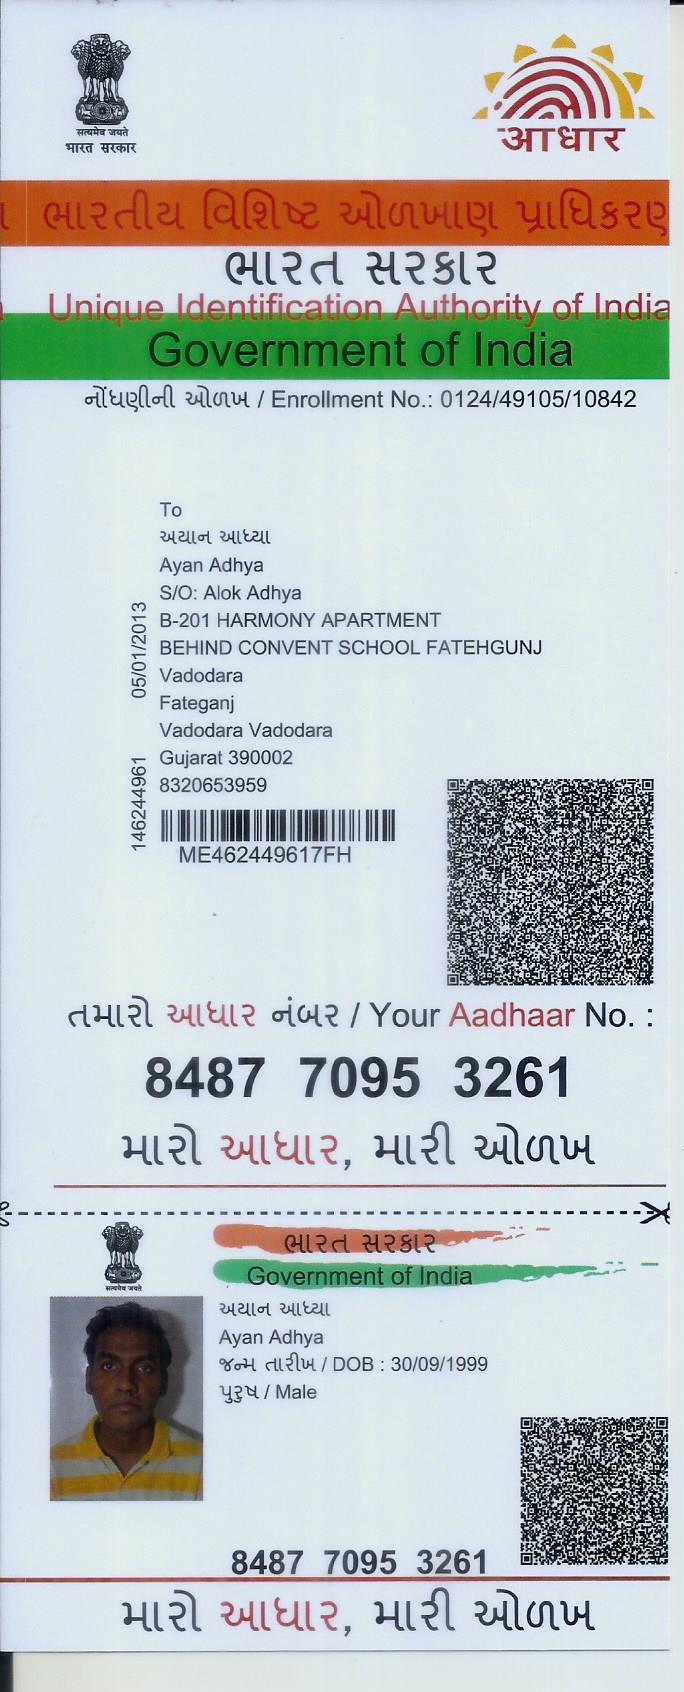 सत्यमेव जयते
भारत सरकार
आधार
ભારતીય વિશિષ્ટ ઓળખાણ પ્રાધિકરણ
ભારત સરકાર
Unique Identification Authority of India
Government of India
નોંધણીની ઓળખ / Enrollment No.: 0124/49105/10842
To
અયાન આધ્યા
Ayan Adhya
S/O: Alok Adhya
B-201 HARMONY APARTMENT
BEHIND CONVENT SCHOOL FATEHGUNJ
Vadodara
Fateganj
Vadodara Vadodara
Gujarat 390002
8320653959
05/01/2013
146244961
ME462449617FH
તમારો આધાર નંબર / Your Aadhaar No. :
8487 7095 3261
મારો આધાર, મારી ઓળખ
सत्यमेव जयते
ભારત સરકાર
Government of India
અયાન આધ્યા
Ayan Adhya
જન્મ તારીખ / DOB : 30/09/1999
પુરુષ / Male
8487 7095 3261
મારો આધાર, મારી ઓળખ